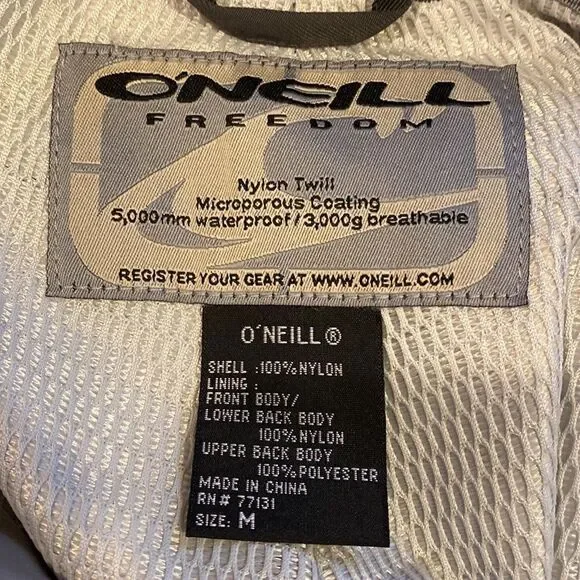 O'NEILL
FREEDOM
Nylon Twill
Microporous Coating
5,000mm waterproof / 3,000g breathable
REGISTER YOUR GEAR AT WWW.ONEILL.COM
O'NEILL ®
SHELL :100%NYLON
LINING :
FRONT BODY/
LOWER BACK BODY
100%NYLON
UPPER BACK BODY
100%POLYESTER
MADE IN CHINA
RN# 77131
SIZE: M